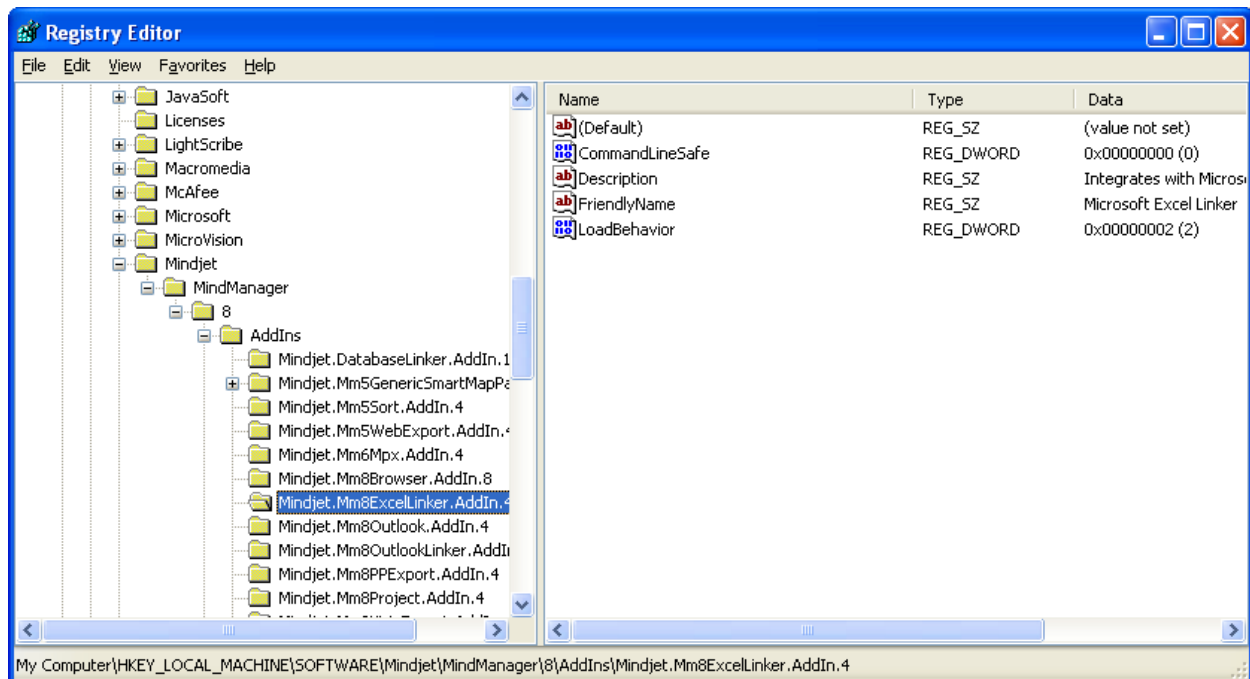 Registry Editor
File Edit View Favorites Help
JavaSoft
Licenses
LightScribe
Macromedia
McAfee
Microsoft
MicroVision
Mindjet
MindManager
8
AddIns
Mindjet.DatabaseLinker.AddIn.1
Mindjet.Mm5GenericSmartMapPa
Mindjet.Mm5Sort.AddIn.4
Mindjet.Mm5WebExport.AddIn.4
Mindjet.Mm6Mpx.AddIn.4
Mindjet.Mm8Browser.AddIn.8
Mindjet.Mm8ExcelLinker.AddIn.4
Mindjet.Mm8Outlook.AddIn.4
Mindjet.Mm8OutlookLinker.AddI
Mindjet.Mm8PPExport.AddIn.4
Mindjet.Mm8Project.AddIn.4
Name Type Data
(Default) REG_SZ (value not set)
CommandLineSafe REG_DWORD 0x00000000 (0)
Description REG_SZ Integrates with Micros
FriendlyName REG_SZ Microsoft Excel Linker
LoadBehavior REG_DWORD 0x00000002 (2)
My Computer\HKEY_LOCAL_MACHINE\SOFTWARE\Mindjet\MindManager\8\AddIns\Mindjet.Mm8ExcelLinker.AddIn.4